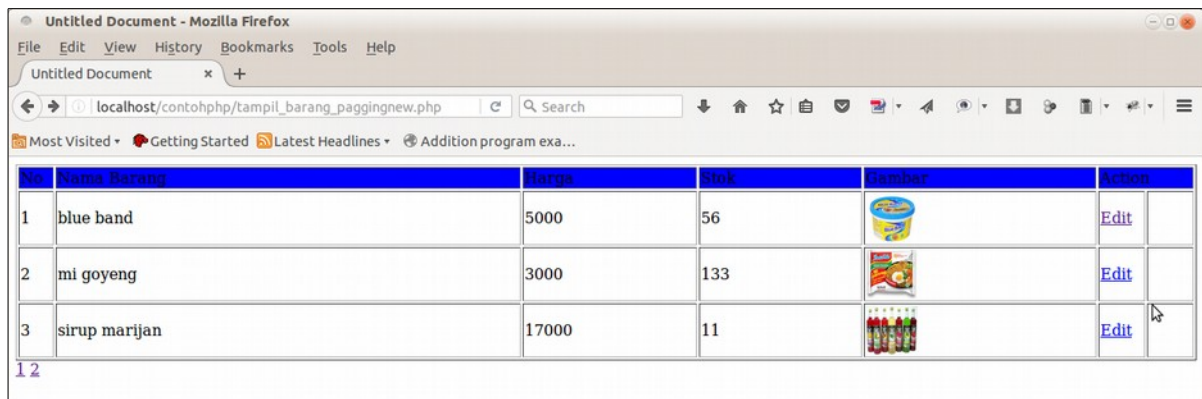 Untitled Document - Mozilla Firefox
File Edit View History Bookmarks Tools Help
Untitled Document × +
localhost/contohphp/tampil_barang_paggingnew.php Search
Most Visited Getting Started Latest Headlines Addition program exa...
No. Nama Barang Harga Stok Gambar Action
1 blue band 5000 56 Edit
2 mi goyeng 3000 133 Edit
3 sirup marijan 17000 11 Edit
1 2